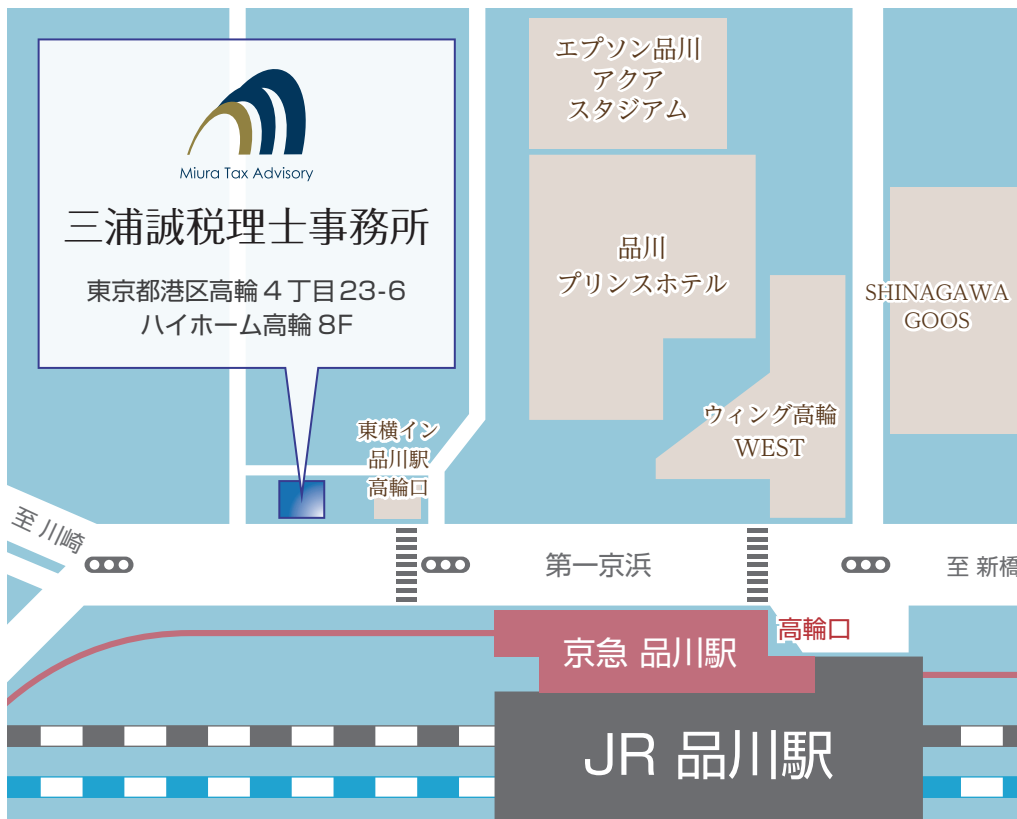 Miura Tax Advisory
三浦誠税理士事務所
東京都港区高輪4丁目23-6
ハイホーム高輪 8F
エプソン品川
アクア
スタジアム
品川
プリンスホテル
SHINAGAWA
GOOS
ウィング高輪
WEST
東横イン
品川駅
高輪口
至 川崎
第一京浜
至 新橋
高輪口
京急 品川駅
JR 品川駅